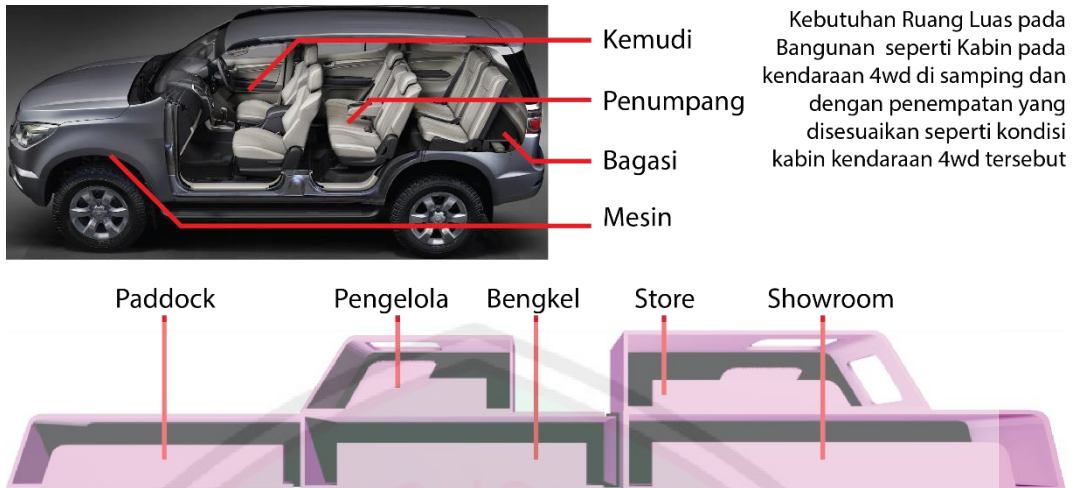 Kemudi
Penumpang
Bagasi
Mesin
Kebutuhan Ruang Luas pada
Bangunan seperti Kabin pada
kendaraan 4wd di samping dan
dengan penempatan yang
disesuaikan seperti kondisi
kabin kendaraan 4wd tersebut
Paddock
Pengelola
Bengkel
Store
Showroom